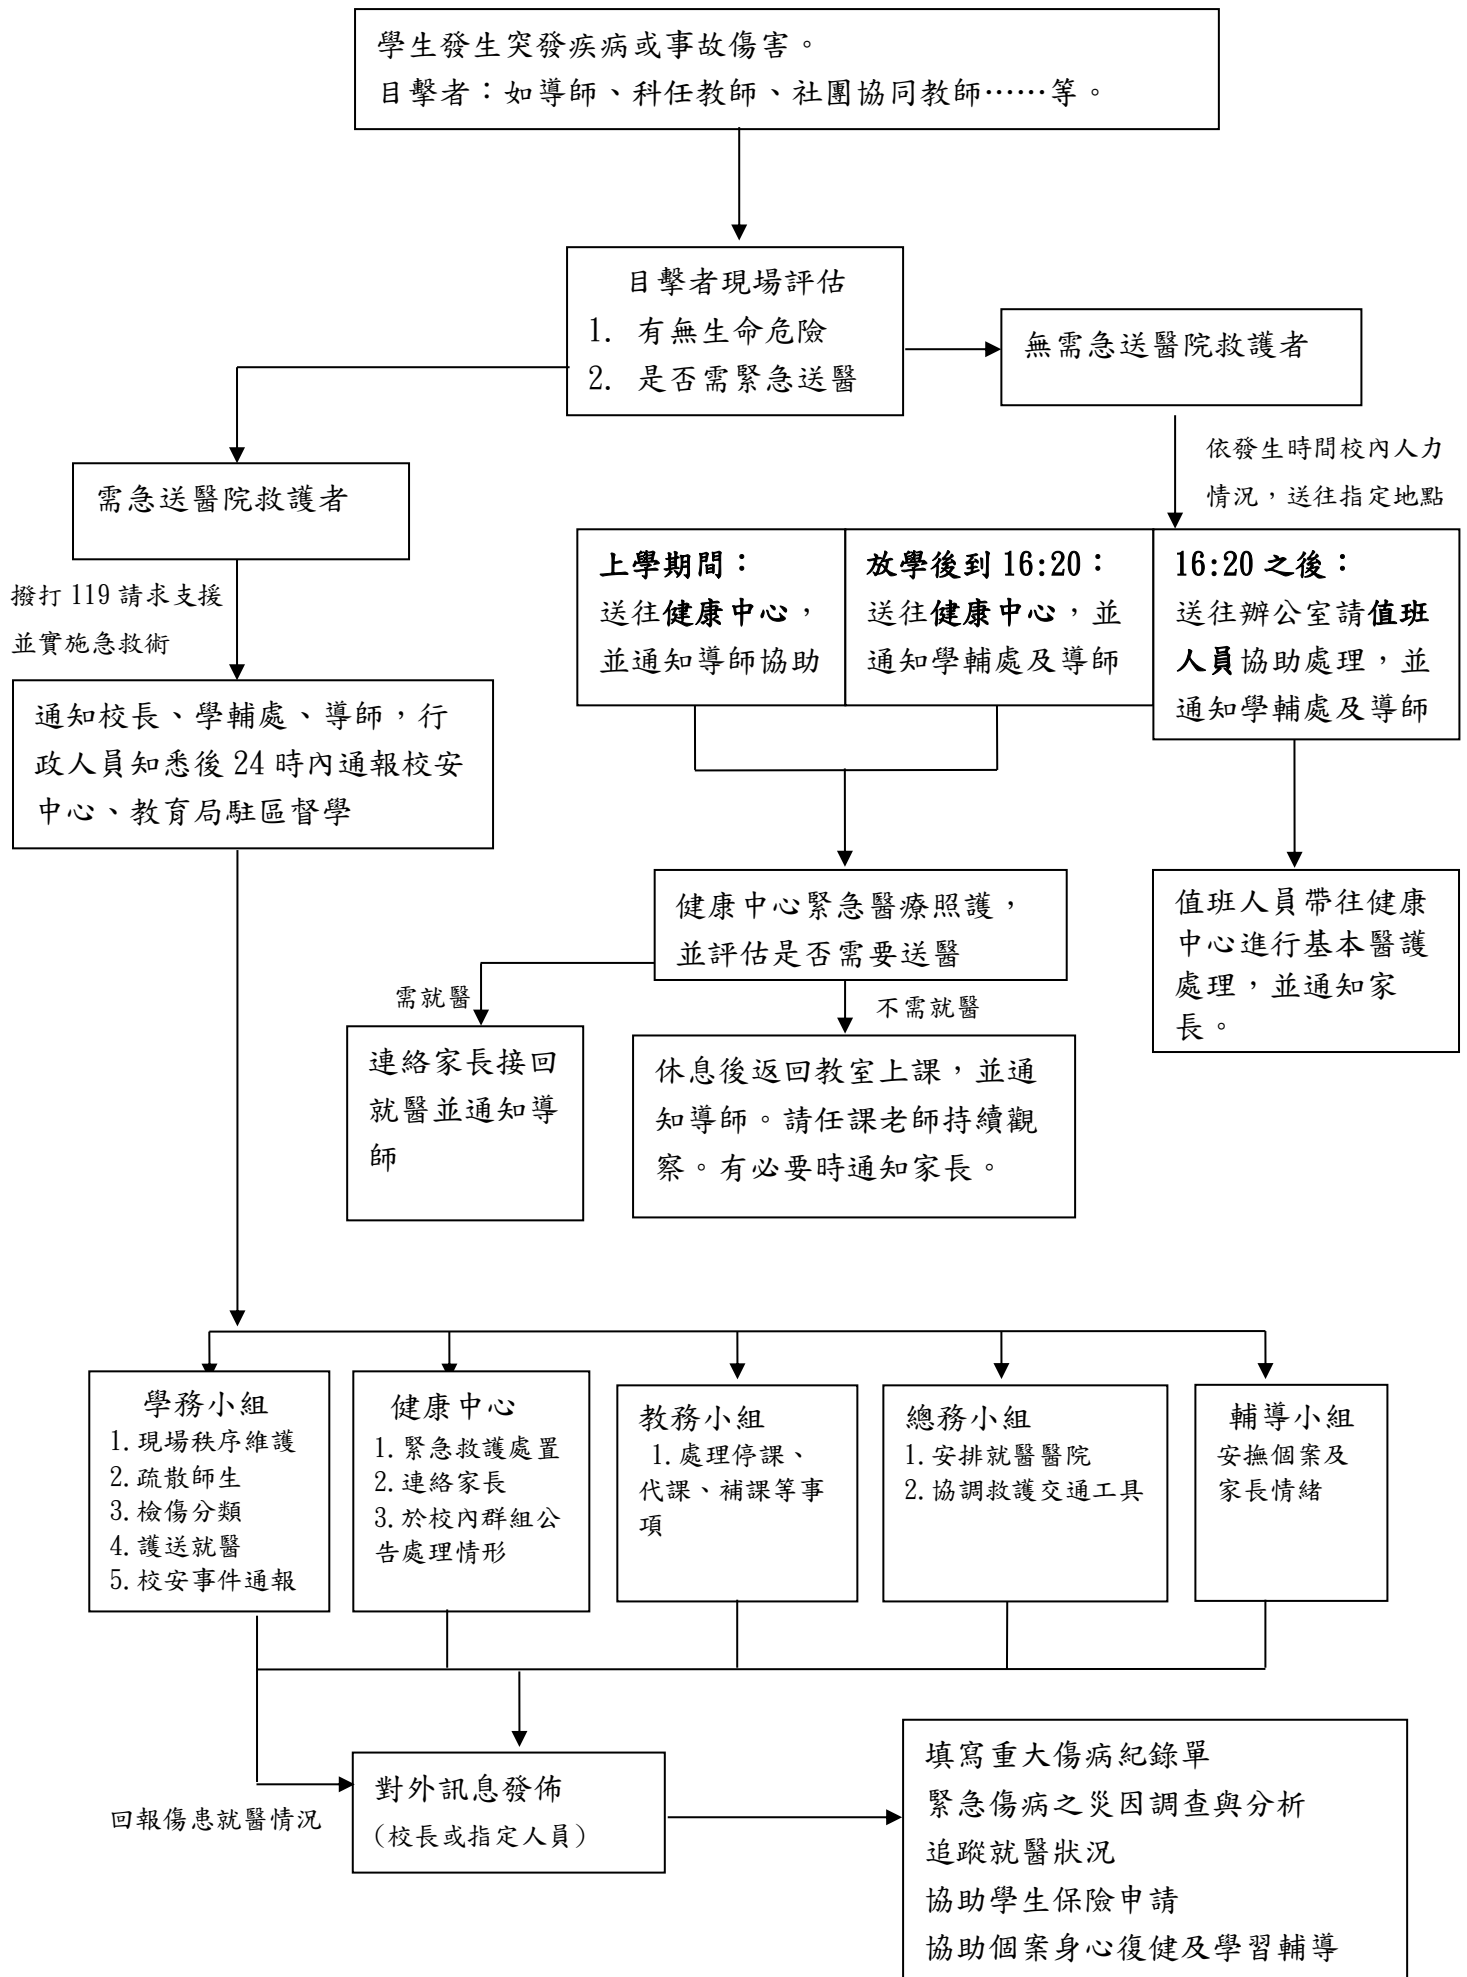 學生發生突發疾病或事故傷害。
目擊者：如導師、科任教師、社團協同教師……等。
目擊者現場評估
1. 有無生命危險
2. 是否需緊急送醫
無需急送醫院救護者
依發生時間校內人力
情況，送往指定地點
需急送醫院救護者
撥打 119 請求支援
並實施急救術
上學期間：
送往健康中心，
並通知導師協助
放學後到 16:20：
送往健康中心，並
通知學輔處及導師
16:20 之後：
送往辦公室請值班
人員協助處理，並
通知學輔處及導師
通知校長、學輔處、導師，行
政人員知悉後 24 時內通報校安
中心、教育局駐區督學
健康中心緊急醫療照護，
並評估是否需要送醫
值班人員帶往健康
中心進行基本醫護
處理，並通知家
長。
需就醫
不需就醫
連絡家長接回
就醫並通知導
師
休息後返回教室上課，並通
知導師。請任課老師持續觀
察。有必要時通知家長。
學務小組
1.現場秩序維護
2.疏散師生
3.檢傷分類
4.護送就醫
5.校安事件通報
健康中心
1.緊急救護處置
2.連絡家長
3.於校內群組公
告處理情形
教務小組
1.處理停課、
代課、補課等事
項
總務小組
1.安排就醫醫院
2.協調救護交通工具
輔導小組
安撫個案及
家長情緒
回報傷患就醫情況
對外訊息發佈
(校長或指定人員)
填寫重大傷病紀錄單
緊急傷病之災因調查與分析
追蹤就醫狀況
協助學生保險申請
協助個案身心復健及學習輔導